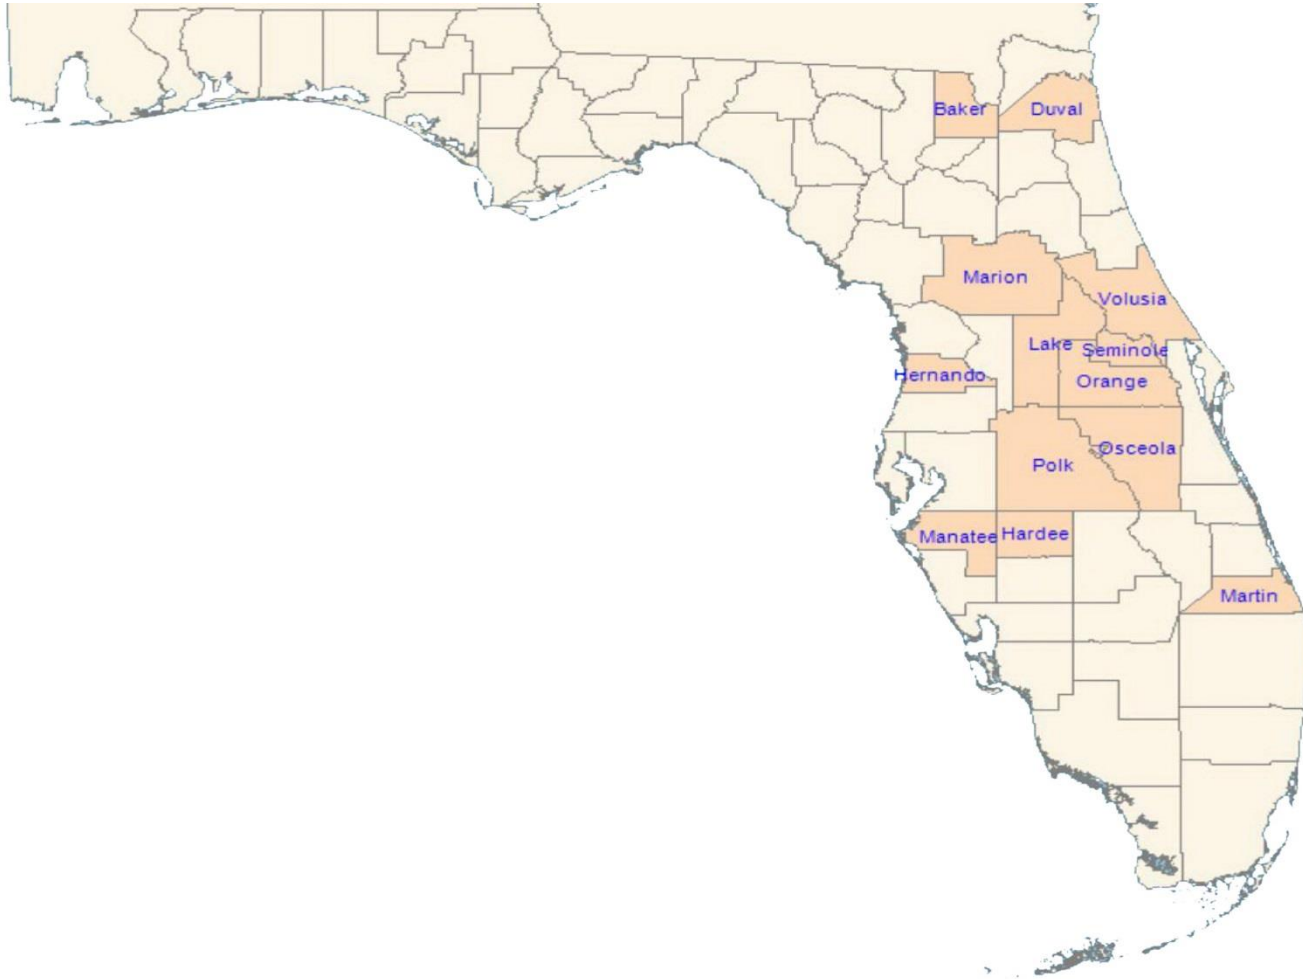 Baker
Duval
Marion
Volusia
Lake
Seminole
Hernando
Orange
Osceola
Polk
Manatee
Hardee
Martin